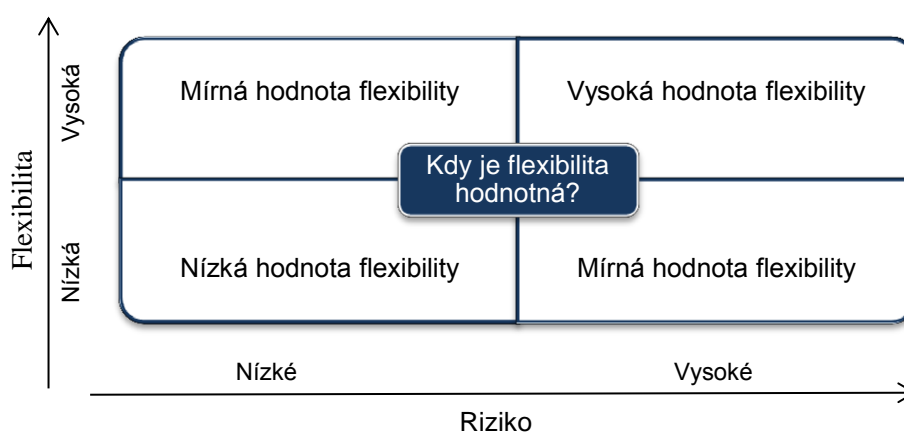 Flexibilita
Vysoká
Nízká
Mírná hodnota flexibility
Vysoká hodnota flexibility
Kdy je flexibilita
hodnotná?
Nízká hodnota flexibility
Mírná hodnota flexibility
Nízké
Vysoké
Riziko